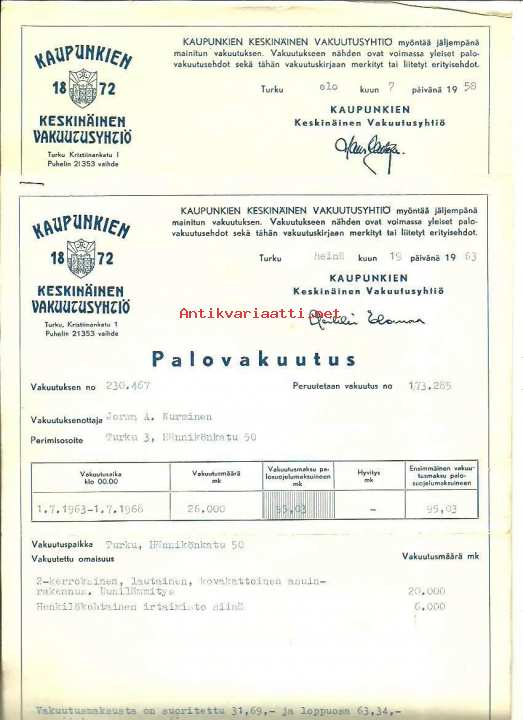 KAUPUNKIEN
18 72
KESKINÄINEN
VAKUUTUSYHTIÖ
Turku Kristiinankatu 1
Puhelin 21353 vaihde
KAUPUNKIEN KESKINÄINEN VAKUUTUSYHTIÖ myöntää jäljempänä
mainitun vakuutuksen. Vakuutukseen nähden ovat voimassa yleiset palo-
vakuutusehdot sekä tähän vakuutuskirjaan merkityt tai liitetyt erityisehdot.
Turku elo kuun 7 päivänä 19 58
KAUPUNKIEN
Keskinäinen Vakuutusyhtiö
KAUPUNKIEN
18 72
KESKINÄINEN
VAKUUTUSYHTIÖ
Turku, Kristiinankatu 1
Puhelin 21353 vaihde
KAUPUNKIEN KESKINÄINEN VAKUUTUSYHTIÖ myöntää jäljempänä
mainitun vakuutuksen. Vakuutukseen nähden ovat voimassa yleiset palo-
vakuutusehdot sekä tähän vakuutuskirjaan merkityt tai liitetyt erityisehdot.
Turku heinä kuun 19 päivänä 19 63
KAUPUNKIEN
Keskinäinen Vakuutusyhtiö
Antikvariaatti.net
Palovakuutus
Vakuutuksen no 230.467 Peruutetaan vakuutus no 173.285
Vakuutuksenottaja Jorma A. Nurminen
Perimisosoite Turku 3, Hännikönkatu 50
Vakuutusaika klo 00.00 Vakuutusmäärä mk Vakuutusmaksu palosuojelumaksuineen mk Hyvitys mk Ensimmäinen vakuutusmaksu palosuojelumaksuineen
1.7.1963-1.7.1966 26.000 95,03 — 95,03
Vakuutuspaikka Turku, Hännikönkatu 50
Vakuutettu omaisuus Vakuutusmäärä mk
2-kerroksinen, lautainen, kovakattoinen asuin-
rakennus. Uunilämmitys 20.000
Henkilökohtainen irtaimisto siinä 6.000
Vakuutusmaksusta on suoritettu 31,69,- ja loppuosa 63,34,-